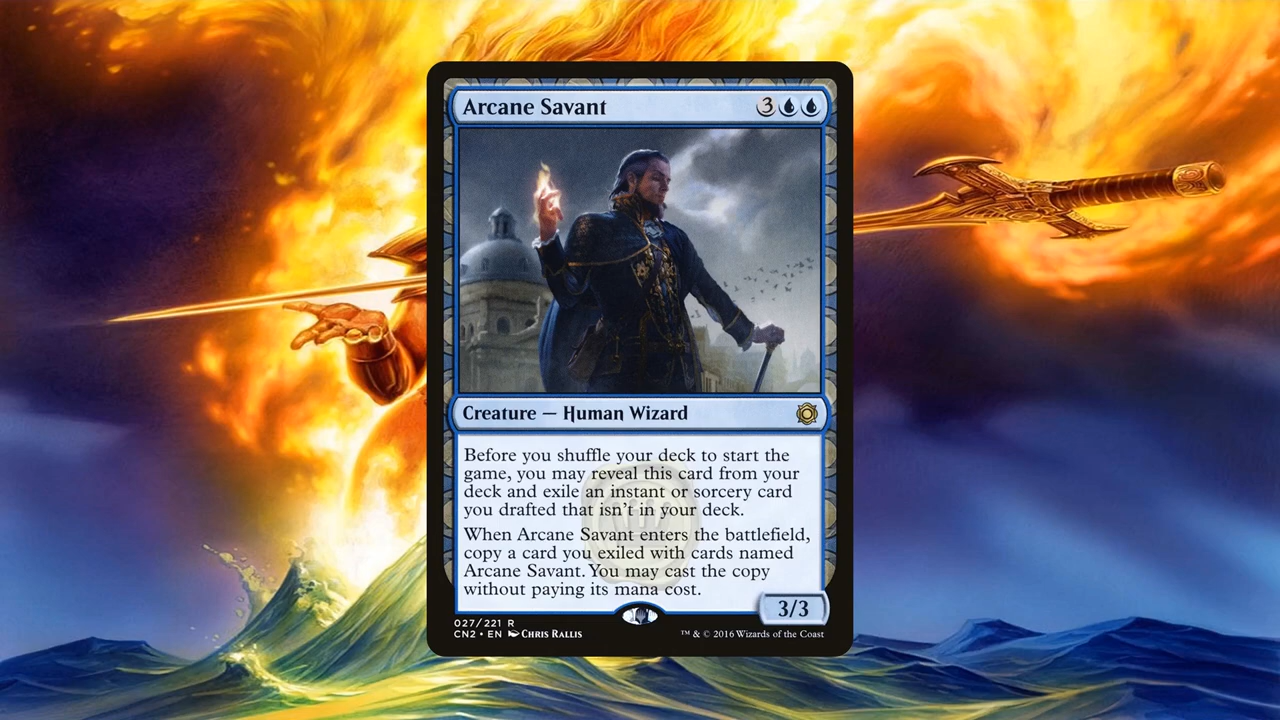 Arcane Savant 3
Creature — Human Wizard
Before you shuffle your deck to start the
game, you may reveal this card from your
deck and exile an instant or sorcery card
you drafted that isn't in your deck.
When Arcane Savant enters the battlefield,
copy a card you exiled with cards named
Arcane Savant. You may cast the copy
without paying its mana cost.
3/3
027/221 R
CN2 • EN Chris Rallis
™ & © 2016 Wizards of the Coast